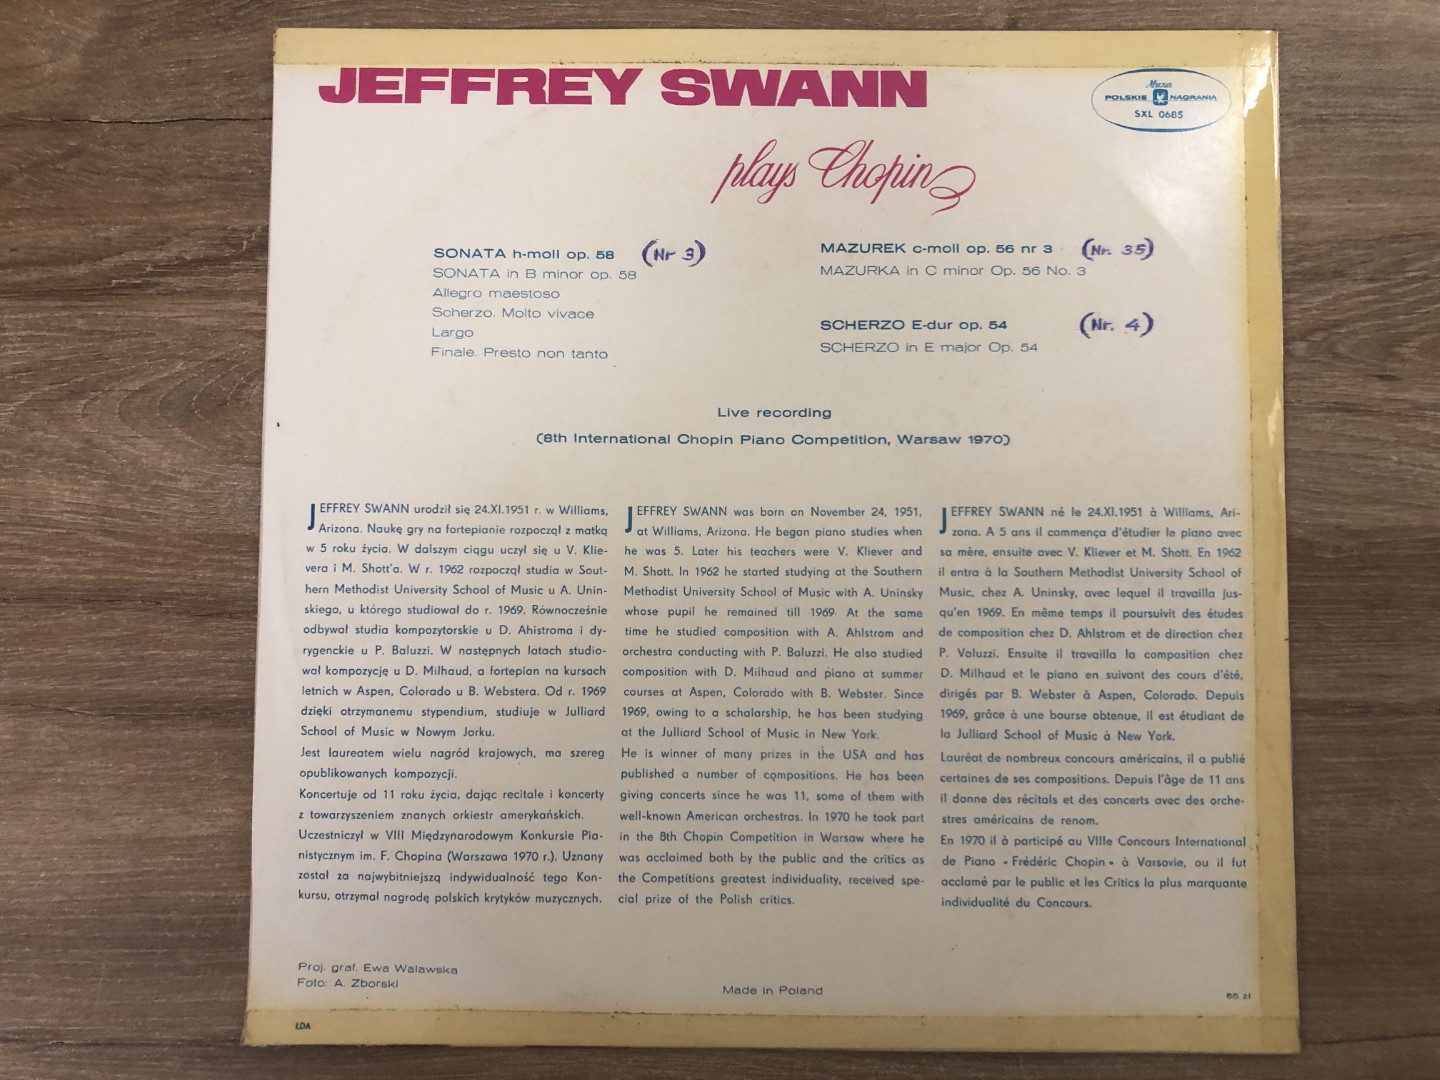 JEFFREY SWANN
Muza
POLSKIE NAGRANIA
SXL 0685
plays Chopin
SONATA h-moll op. 58 (Nr 3)
SONATA in B minor op. 58
Allegro maestoso
Scherzo. Molto vivace
Largo
Finale. Presto non tanto
MAZUREK c-moll op. 56 nr 3 (Nr. 35)
MAZURKA in C minor Op. 56 No. 3
SCHERZO E-dur op. 54 (Nr. 4)
SCHERZO in E major Op. 54
Live recording
(8th International Chopin Piano Competition, Warsaw 1970)
JEFFREY SWANN urodził się 24.XI.1951 r. w Williams,
Arizona. Naukę gry na fortepianie rozpoczął z matką
w 5 roku życia. W dalszym ciągu uczył się u V. Klie-
vera i M. Shott'a. W r. 1962 rozpoczął studia w Sout-
hern Methodist University School of Music u A. Unin-
skiego, u którego studiował do r. 1969. Równocześnie
odbywał studia kompozytorskie u D. Ahistroma i dy-
rygenckie u P. Baluzzi. W następnych latach studio-
wał kompozycję u D. Milhaud, a fortepian na kursach
letnich w Aspen, Colorado u B. Webstera. Od r. 1969
dzięki otrzymanemu stypendium, studiuje w Julliard
School of Music w Nowym Jorku.
Jest laureatem wielu nagród krajowych, ma szereg
opublikowanych kompozycji.
Koncertuje od 11 roku życia, dając recitale i koncerty
z towarzyszeniem znanych orkiestr amerykańskich.
Uczestniczył w VIII Międzynarodowym Konkursie Pia-
nistycznym im. F. Chopina (Warszawa 1970 r.). Uznany
został za najwybitniejszą indywidualność tego Kon-
kursu, otrzymał nagrodę polskich krytyków muzycznych.
JEFFREY SWANN was born on November 24, 1951,
at Williams, Arizona. He began piano studies when
he was 5. Later his teachers were V. Kliever and
M. Shott. In 1962 he started studying at the Southern
Methodist University School of Music with A. Uninsky
whose pupil he remained till 1969. At the same
time he studied composition with A. Ahlstrom and
orchestra conducting with P. Baluzzi. He also studied
composition with D. Milhaud and piano at summer
courses at Aspen, Colorado with B. Webster. Since
1969, owing to a schalarship, he has been studying
at the Julliard School of Music in New York.
He is winner of many prizes in the USA and has
published a number of compositions. He has been
giving concerts since he was 11, some of them with
well-known American orchestras. In 1970 he took part
in the 8th Chopin Competition in Warsaw where he
was acclaimed both by the public and the critics as
the Competitions greatest individuality, received spe-
cial prize of the Polish critics.
JEFFREY SWANN né le 24.XI.1951 à Williams, Ari-
zona. A 5 ans il commença d'étudier le piano avec
sa mère, ensuite avec V. Kliever et M. Shott. En 1962
il entra à la Southern Methodist University School of
Music, chez A. Uninsky, avec lequel il travailla jus-
qu'en 1969. En même temps il poursuivit des études
de composition chez D. Ahlstrom et de direction chez
P. Valuzzi. Ensuite il travailla la composition chez
D. Milhaud et le piano en suivant des cours d'été,
dirigés par B. Webster à Aspen, Colorado. Depuis
1969, grâce à une bourse obtenue, il est étudiant de
la Julliard School of Music à New York.
Lauréat de nombreux concours américains, il a publié
certaines de ses compositions. Depuis l'âge de 11 ans
il donne des récitals et des concerts avec des orche-
stres américains de renom.
En 1970 il à participé au VIIIe Concours International
de Piano «Frédéric Chopin» à Varsovie, ou il fut
acclamé par le public et les Critics la plus marquante
individualité du Concours.
Proj. graf. Ewa Walawska
Foto: A. Zborski
Made in Poland
65 zł
ŁDA